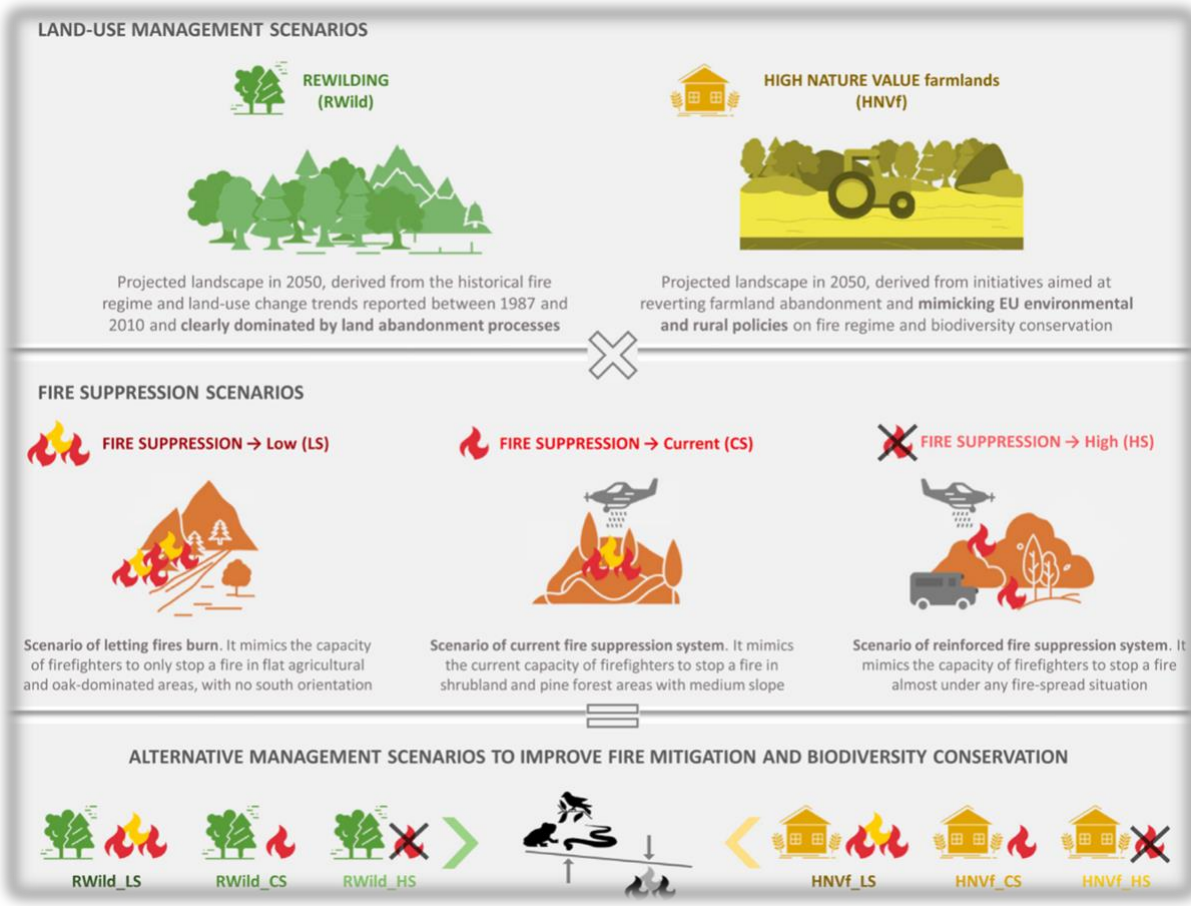 LAND-USE MANAGEMENT SCENARIOS
REWILDING
(RWild)
HIGH NATURE VALUE farmlands
(HNVf)
Projected landscape in 2050, derived from the historical fire
regime and land-use change trends reported between 1987 and
2010 and clearly dominated by land abandonment processes
Projected landscape in 2050, derived from initiatives aimed at
reverting farmland abandonment and mimicking EU environmental
and rural policies on fire regime and biodiversity conservation
FIRE SUPPRESSION SCENARIOS
FIRE SUPPRESSION → Low (LS)
FIRE SUPPRESSION → Current (CS)
FIRE SUPPRESSION → High (HS)
Scenario of letting fires burn. It mimics the capacity
of firefighters to only stop a fire in flat agricultural
and oak-dominated areas, with no south orientation
Scenario of current fire suppression system. It mimics
the current capacity of firefighters to stop a fire in
shrubland and pine forest areas with medium slope
Scenario of reinforced fire suppression system. It
mimics the capacity of firefighters to stop a fire
almost under any fire-spread situation
ALTERNATIVE MANAGEMENT SCENARIOS TO IMPROVE FIRE MITIGATION AND BIODIVERSITY CONSERVATION
RWild_LS
RWild_CS
RWild_HS
HNVf_LS
HNVf_CS
HNVf_HS